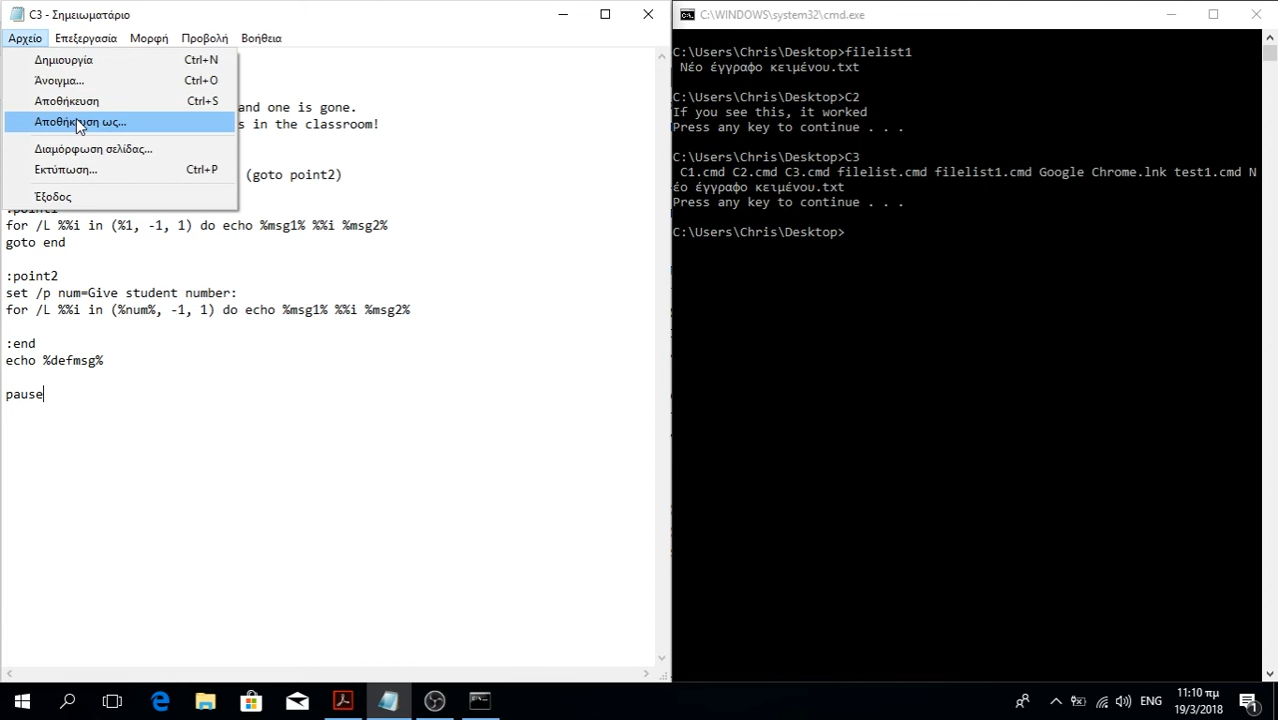 C3 - Σημειωματάριο
Αρχείο Επεξεργασία Μορφή Προβολή Βοήθεια
Δημιουργία Ctrl+N
Άνοιγμα... Ctrl+O
Αποθήκευση Ctrl+S
Αποθήκευση ως...
Διαμόρφωση σελίδας...
Εκτύπωση... Ctrl+P
Έξοδος
and one is gone.
s in the classroom!
(goto point2)
:point1
for /L %%i in (%1, -1, 1) do echo %msg1% %%i %msg2%
goto end
:point2
set /p num=Give student number:
for /L %%i in (%num%, -1, 1) do echo %msg1% %%i %msg2%
:end
echo %defmsg%
pause
C:\WINDOWS\system32\cmd.exe
C:\Users\Chris\Desktop>filelist1
Νέο έγγραφο κειμένου.txt
C:\Users\Chris\Desktop>C2
If you see this, it worked
Press any key to continue . . .
C:\Users\Chris\Desktop>C3
C1.cmd C2.cmd C3.cmd filelist.cmd filelist1.cmd Google Chrome.lnk test1.cmd Ν
έο έγγραφο κειμένου.txt
Press any key to continue . . .
C:\Users\Chris\Desktop>
ENG
11:10 πμ
19/3/2018
1